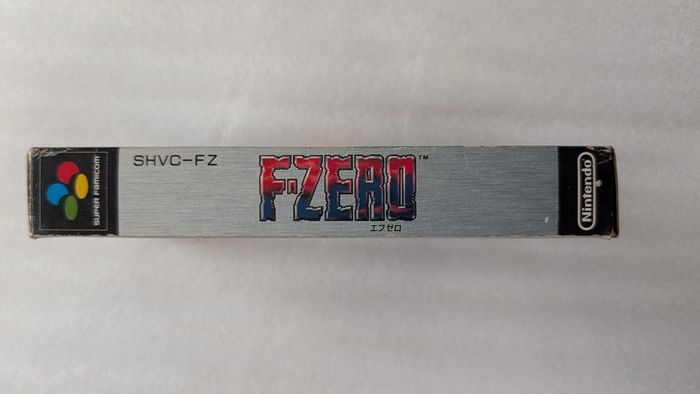 SUPER FAMICOM
SHVC-FZ
F-ZERO™
エフゼロ
Nintendo